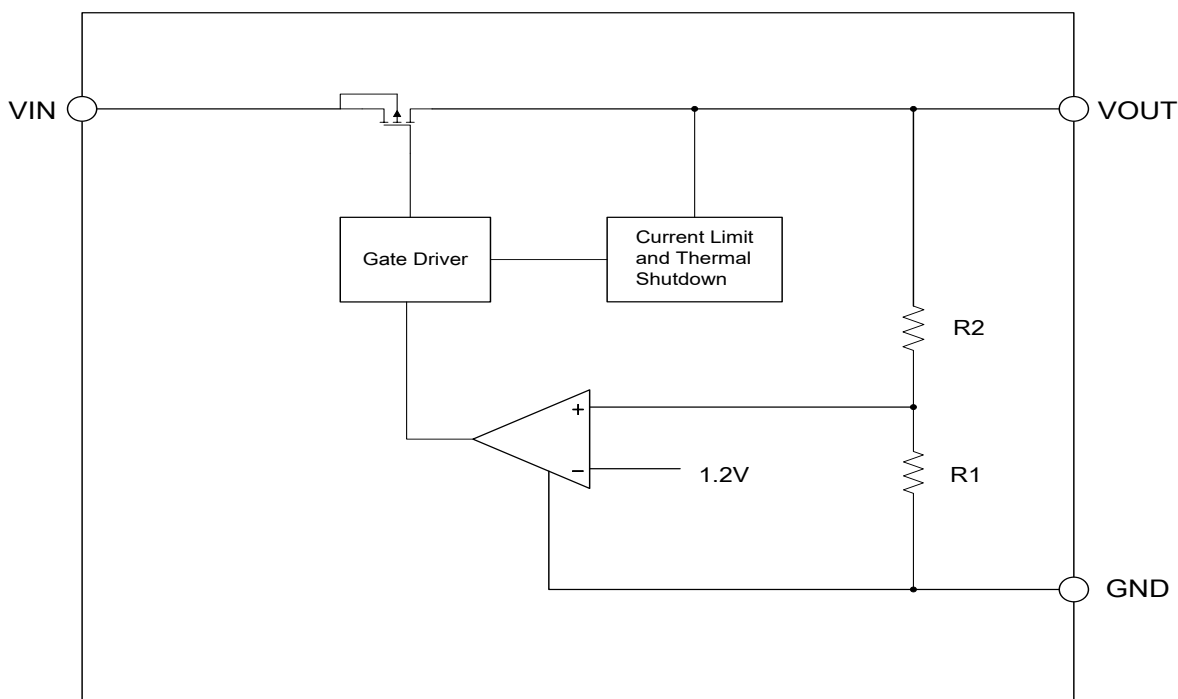 VIN
VOUT
Gate Driver
Current Limit
and Thermal
Shutdown
R2
+
−
1.2V
R1
GND